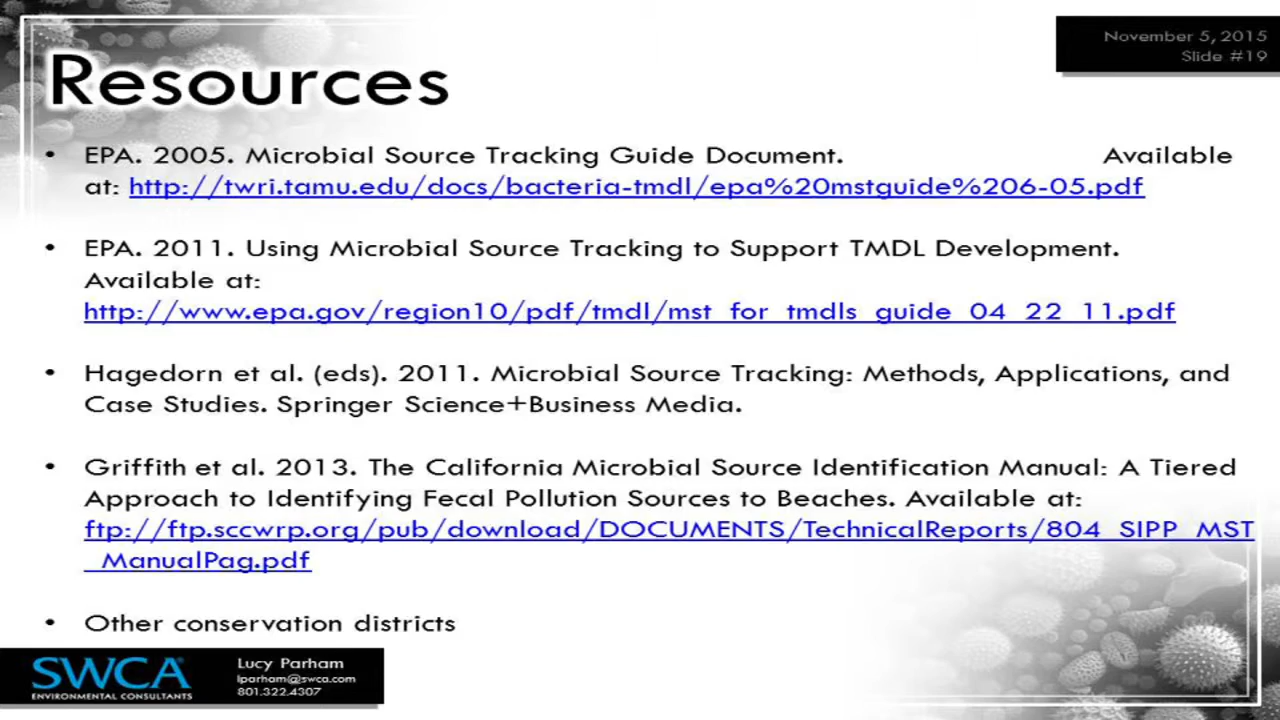 November 5, 2015
Slide #19
Resources
• EPA. 2005. Microbial Source Tracking Guide Document. Available
at: http://twri.tamu.edu/docs/bacteria-tmdl/epa%20mstguide%206-05.pdf
• EPA. 2011. Using Microbial Source Tracking to Support TMDL Development.
Available at:
http://www.epa.gov/region10/pdf/tmdl/mst_for_tmdls_guide_04_22_11.pdf
• Hagedorn et al. (eds). 2011. Microbial Source Tracking: Methods, Applications, and
Case Studies. Springer Science+Business Media.
• Griffith et al. 2013. The California Microbial Source Identification Manual: A Tiered
Approach to Identifying Fecal Pollution Sources to Beaches. Available at:
ftp://ftp.sccwrp.org/pub/download/DOCUMENTS/TechnicalReports/804_SIPP_MST
_ManualPag.pdf
• Other conservation districts
SWCA
ENVIRONMENTAL CONSULTANTS
Lucy Parham
lparham@swca.com
801.322.4307